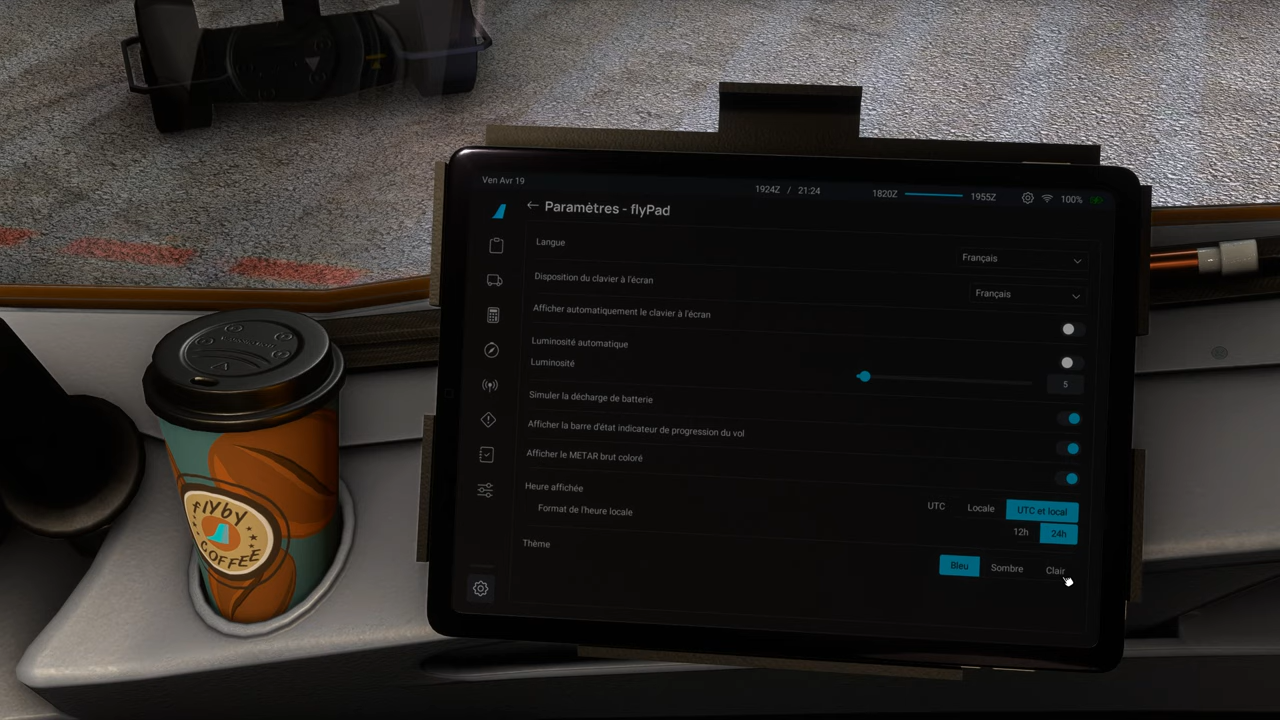 Ven Avr 19
1924Z / 21:24
1820Z
1955Z
100%
Paramètres - flyPad
Langue
Français
Disposition du clavier à l'écran
Français
Afficher automatiquement le clavier à l'écran
Luminosité automatique
Luminosité
5
Simuler la décharge de batterie
Afficher la barre d'état indicateur de progression du vol
Afficher le METAR brut coloré
Heure affichée
UTC Locale UTC et local
Format de l'heure locale
12h 24h
Thème
Bleu Sombre Clair
flyby
COFFEE